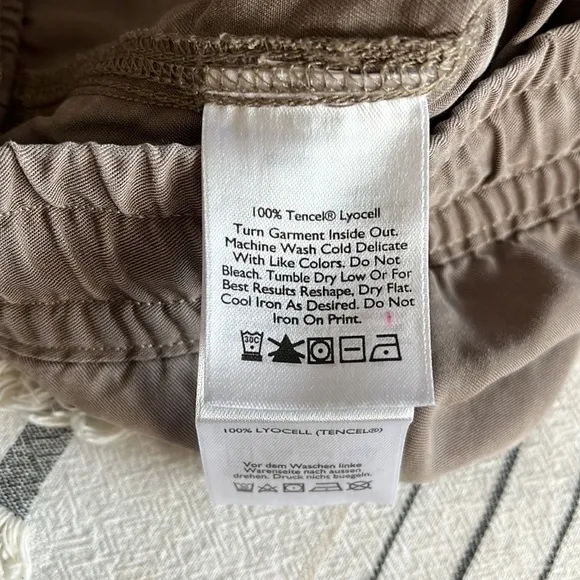 100% Tencel® Lyocell
Turn Garment Inside Out.
Machine Wash Cold Delicate
With Like Colors. Do Not
Bleach. Tumble Dry Low Or For
Best Results Reshape, Dry Flat.
Cool Iron As Desired. Do Not
Iron On Print.
30C
100% LYOCELL (TENCEL®)
Vor dem Waschen linke
Warenseite nach aussen
drehen. Druck nicht buegeln.